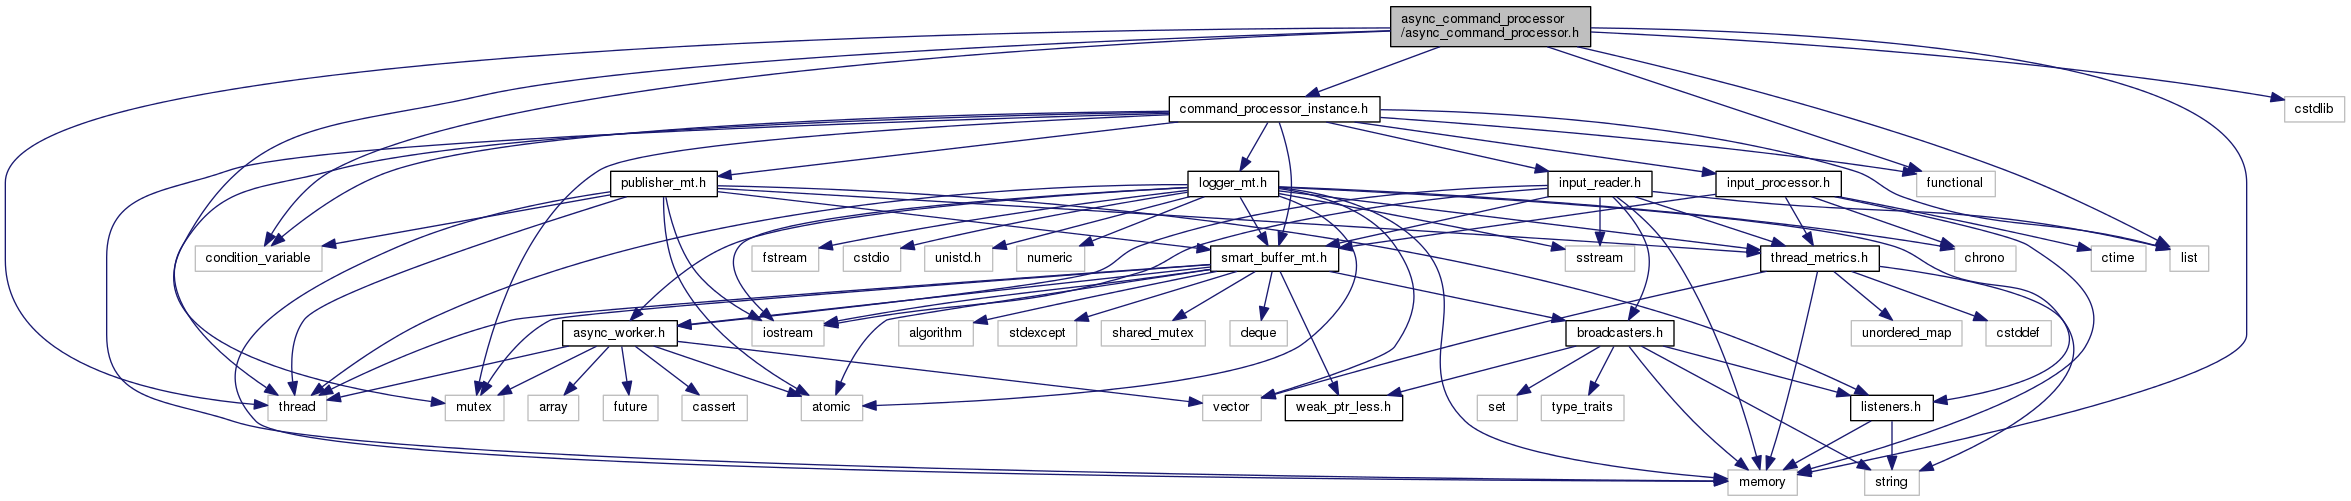 async_command_processor
/async_command_processor.h
command_processor_instance.h
cstdlib
publisher_mt.h
logger_mt.h
input_reader.h
input_processor.h
functional
condition_variable
fstream
cstdio
unistd.h
numeric
smart_buffer_mt.h
sstream
thread_metrics.h
chrono
ctime
list
async_worker.h
iostream
algorithm
stdexcept
shared_mutex
deque
broadcasters.h
unordered_map
cstddef
thread
mutex
array
future
cassert
atomic
vector
weak_ptr_less.h
set
type_traits
listeners.h
memory
string